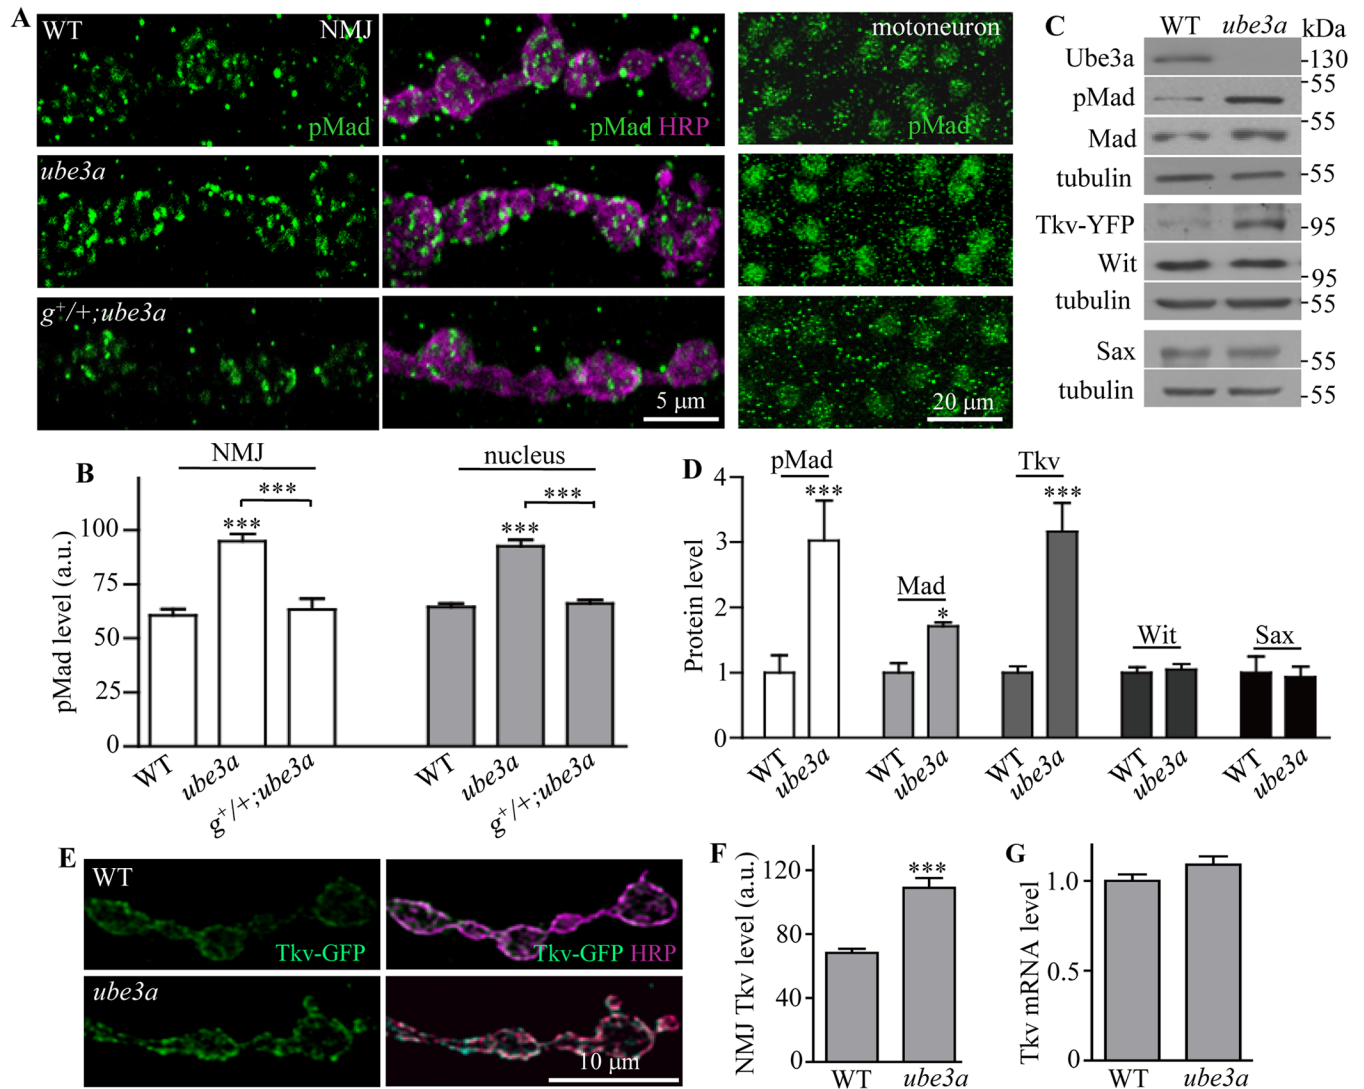 A
WT
NMJ
pMad
pMad HRP
motoneuron
pMad
ube3a
g+/+;ube3a
5 μm
20 μm
C
WT ube3a kDa
Ube3a -130
-55
pMad
-55
Mad
tubulin -55
Tkv-YFP -95
Wit
-95
tubulin -55
Sax
-55
tubulin -55
B
NMJ
nucleus
***
***
***
***
pMad level (a.u.)
100
75
50
25
0
WT
ube3a
g+/+;ube3a
WT
ube3a
g+/+;ube3a
D
pMad
Tkv
***
***
Mad
*
Wit
Sax
Protein level
4
3
2
1
0
WT
ube3a
WT
ube3a
WT
ube3a
WT
ube3a
WT
ube3a
E
WT
Tkv-GFP
Tkv-GFP HRP
ube3a
10 μm
F
***
NMJ Tkv level (a.u.)
120
80
40
0
WT
ube3a
G
Tkv mRNA level
1.0
0.5
0
WT
ube3a